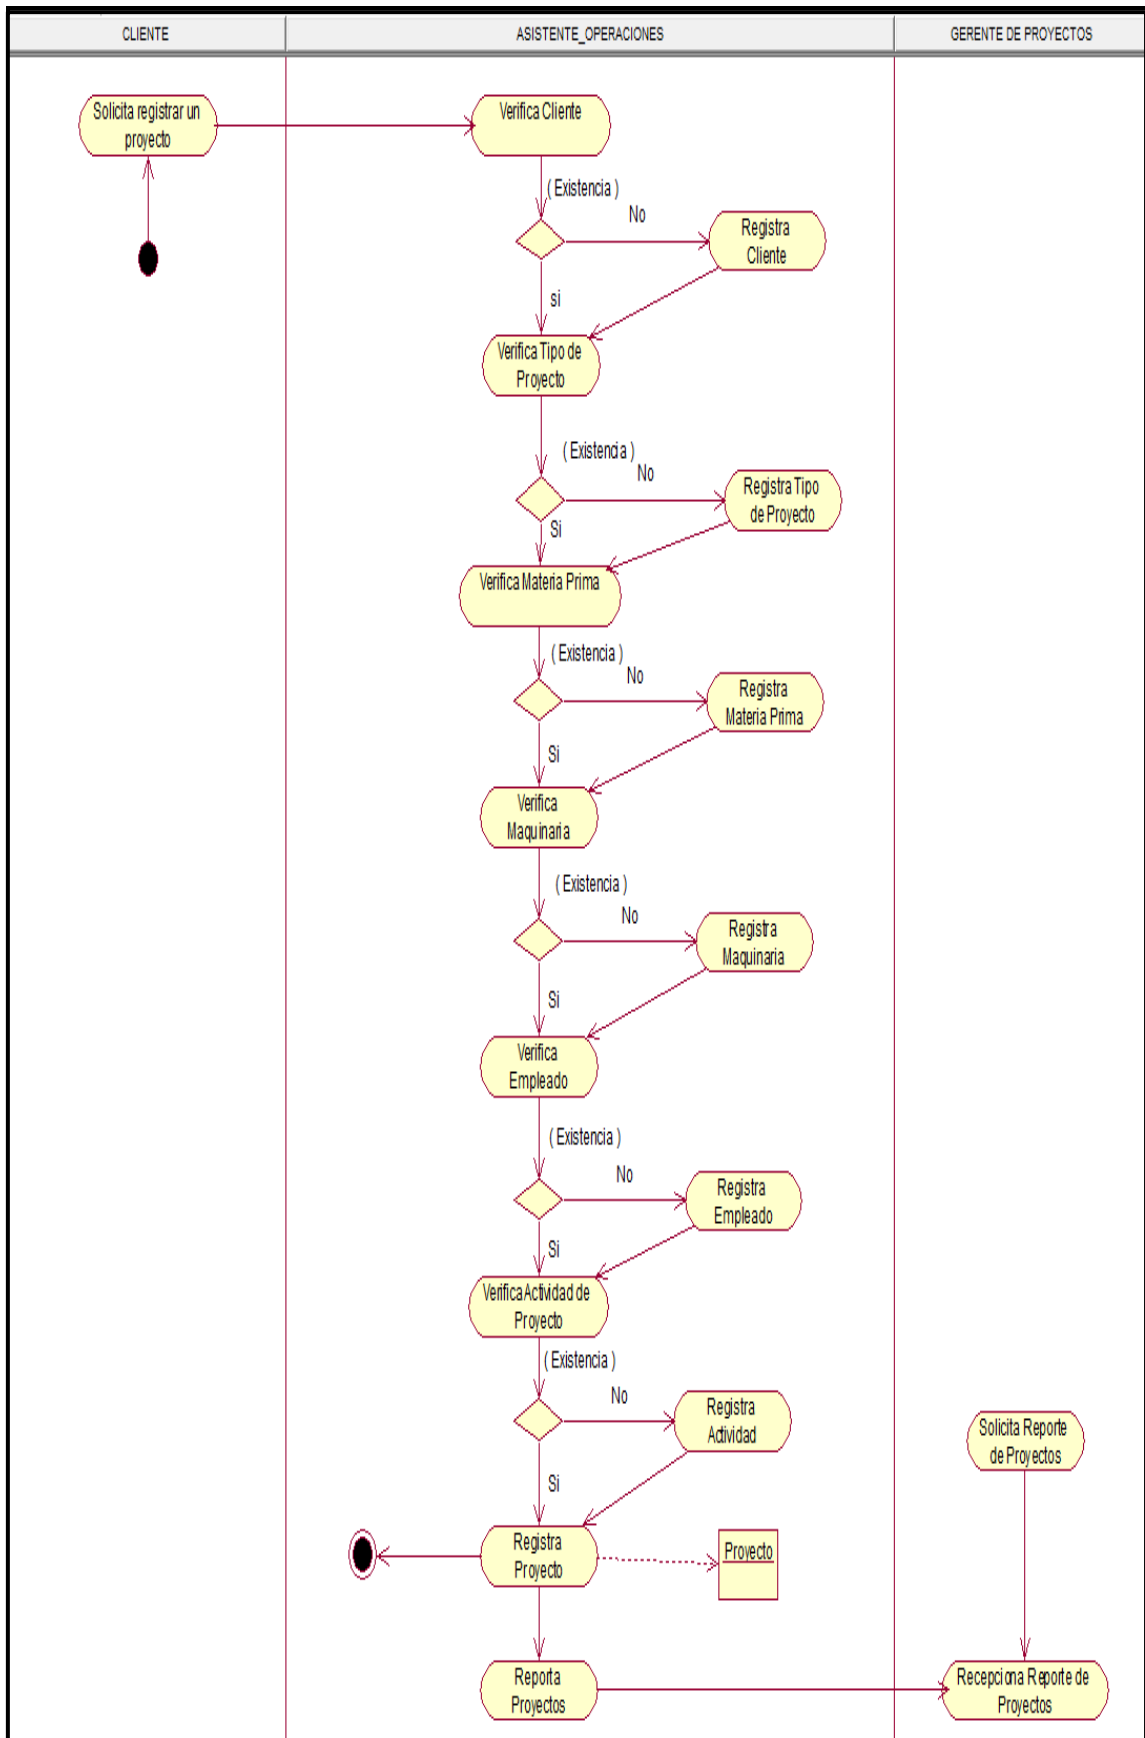 CLIENTE
ASISTENTE_OPERACIONES
GERENTE DE PROYECTOS
Solicita registrar un
proyecto
Verifica Cliente
( Existencia )
No
Registra
Cliente
si
Verifica Tipo de
Proyecto
( Existencia )
No
Registra Tipo
de Proyecto
Si
Verifica Materia Prima
( Existencia )
No
Registra
Materia Prima
Si
Verifica
Maquinaria
( Existencia )
No
Registra
Maquinaria
Si
Verifica
Empleado
( Existencia )
No
Registra
Empleado
Si
Verifica Actividad de
Proyecto
( Existencia )
No
Registra
Actividad
Solicita Reporte
de Proyectos
Si
Registra
Proyecto
Proyecto
Reporta
Proyectos
Recepciona Reporte de
Proyectos